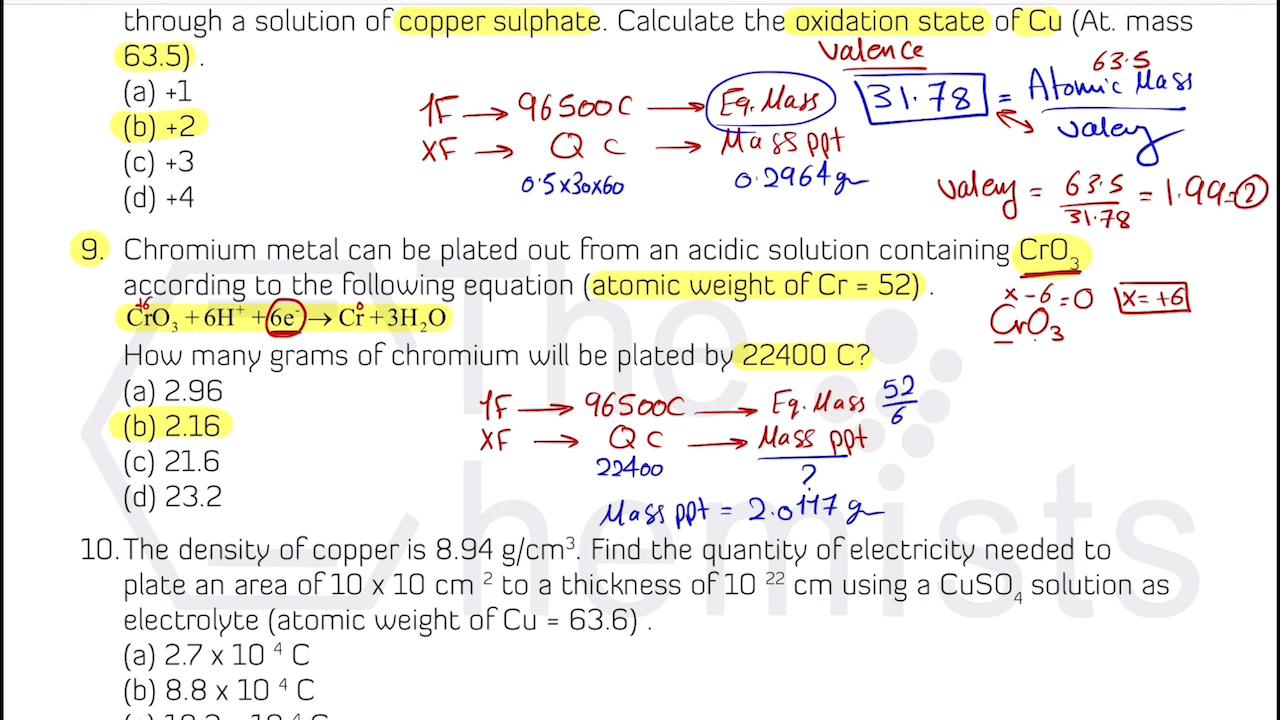 through a solution of copper sulphate. Calculate the oxidation state of Cu (At. mass
63.5) .
valence
(a) +1
(b) +2
(c) +3
(d) +4
1F → 96500C → Eq. Mass
XF → Q C → Mass ppt
0.5x30x60 0.2964 gm
31.78 = Atomic Mass
63.5
valency
valency = 63.5 = 1.99 = 2
31.78
9. Chromium metal can be plated out from an acidic solution containing CrO3
according to the following equation (atomic weight of Cr = 52) .
+6 0
CrO3 + 6H+ + 6e- → Cr + 3H2O
x - 6 = 0 x = +6
CrO3
How many grams of chromium will be plated by 22400 C?
(a) 2.96
(b) 2.16
(c) 21.6
(d) 23.2
1F → 96500C → Eq. Mass 52
6
XF → Q C → Mass ppt
22400 ?
Mass ppt = 2.0117 gm
The
Chemists
10. The density of copper is 8.94 g/cm3. Find the quantity of electricity needed to
plate an area of 10 x 10 cm 2 to a thickness of 10 22 cm using a CuSO4 solution as
electrolyte (atomic weight of Cu = 63.6) .
(a) 2.7 x 10 4 C
(b) 8.8 x 10 4 C